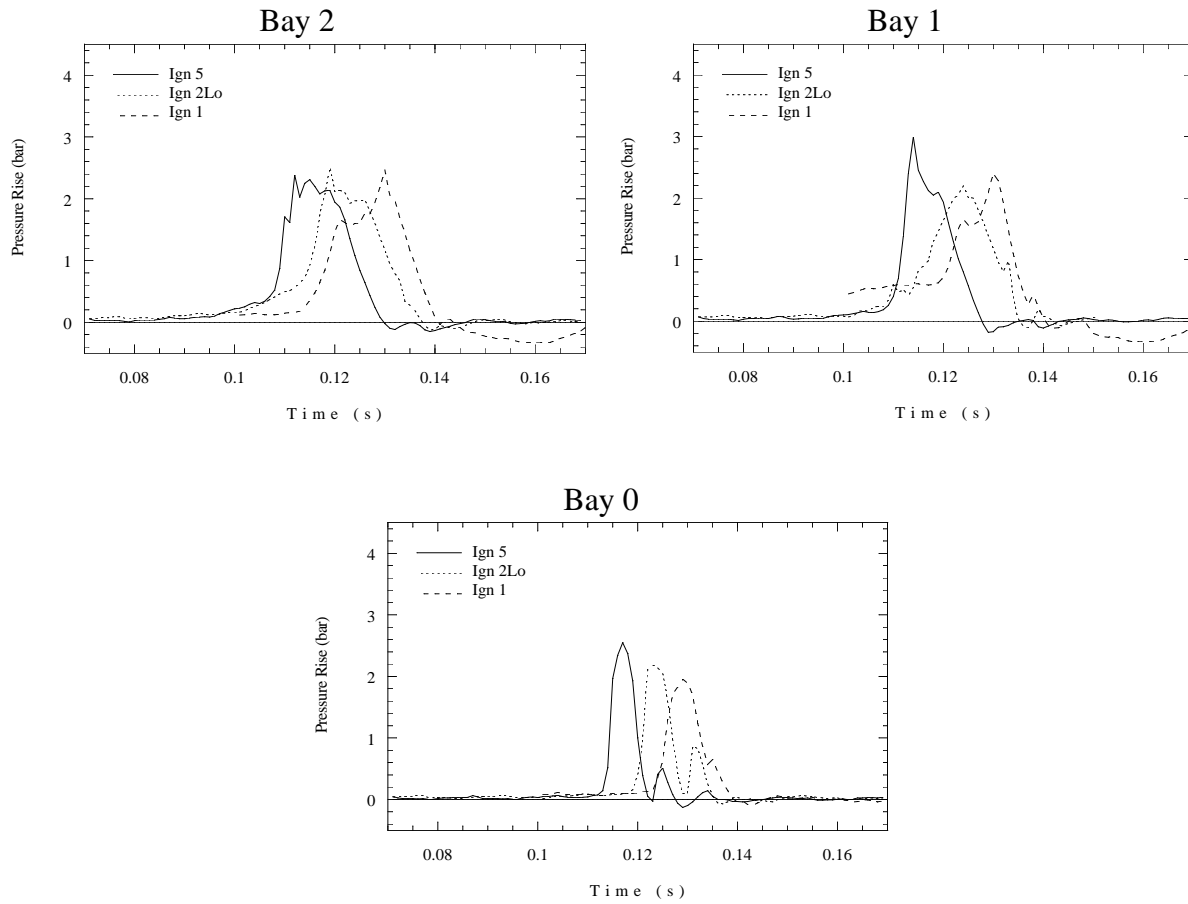 Bay 2
Ign 5
Ign 2Lo
Ign 1
Pressure Rise (bar)
4
3
2
1
0
0.08 0.1 0.12 0.14 0.16
Time (s)
Bay 1
Ign 5
Ign 2Lo
Ign 1
Pressure Rise (bar)
4
3
2
1
0
0.08 0.1 0.12 0.14 0.16
Time (s)
Bay 0
Ign 5
Ign 2Lo
Ign 1
Pressure Rise (bar)
4
3
2
1
0
0.08 0.1 0.12 0.14 0.16
Time (s)